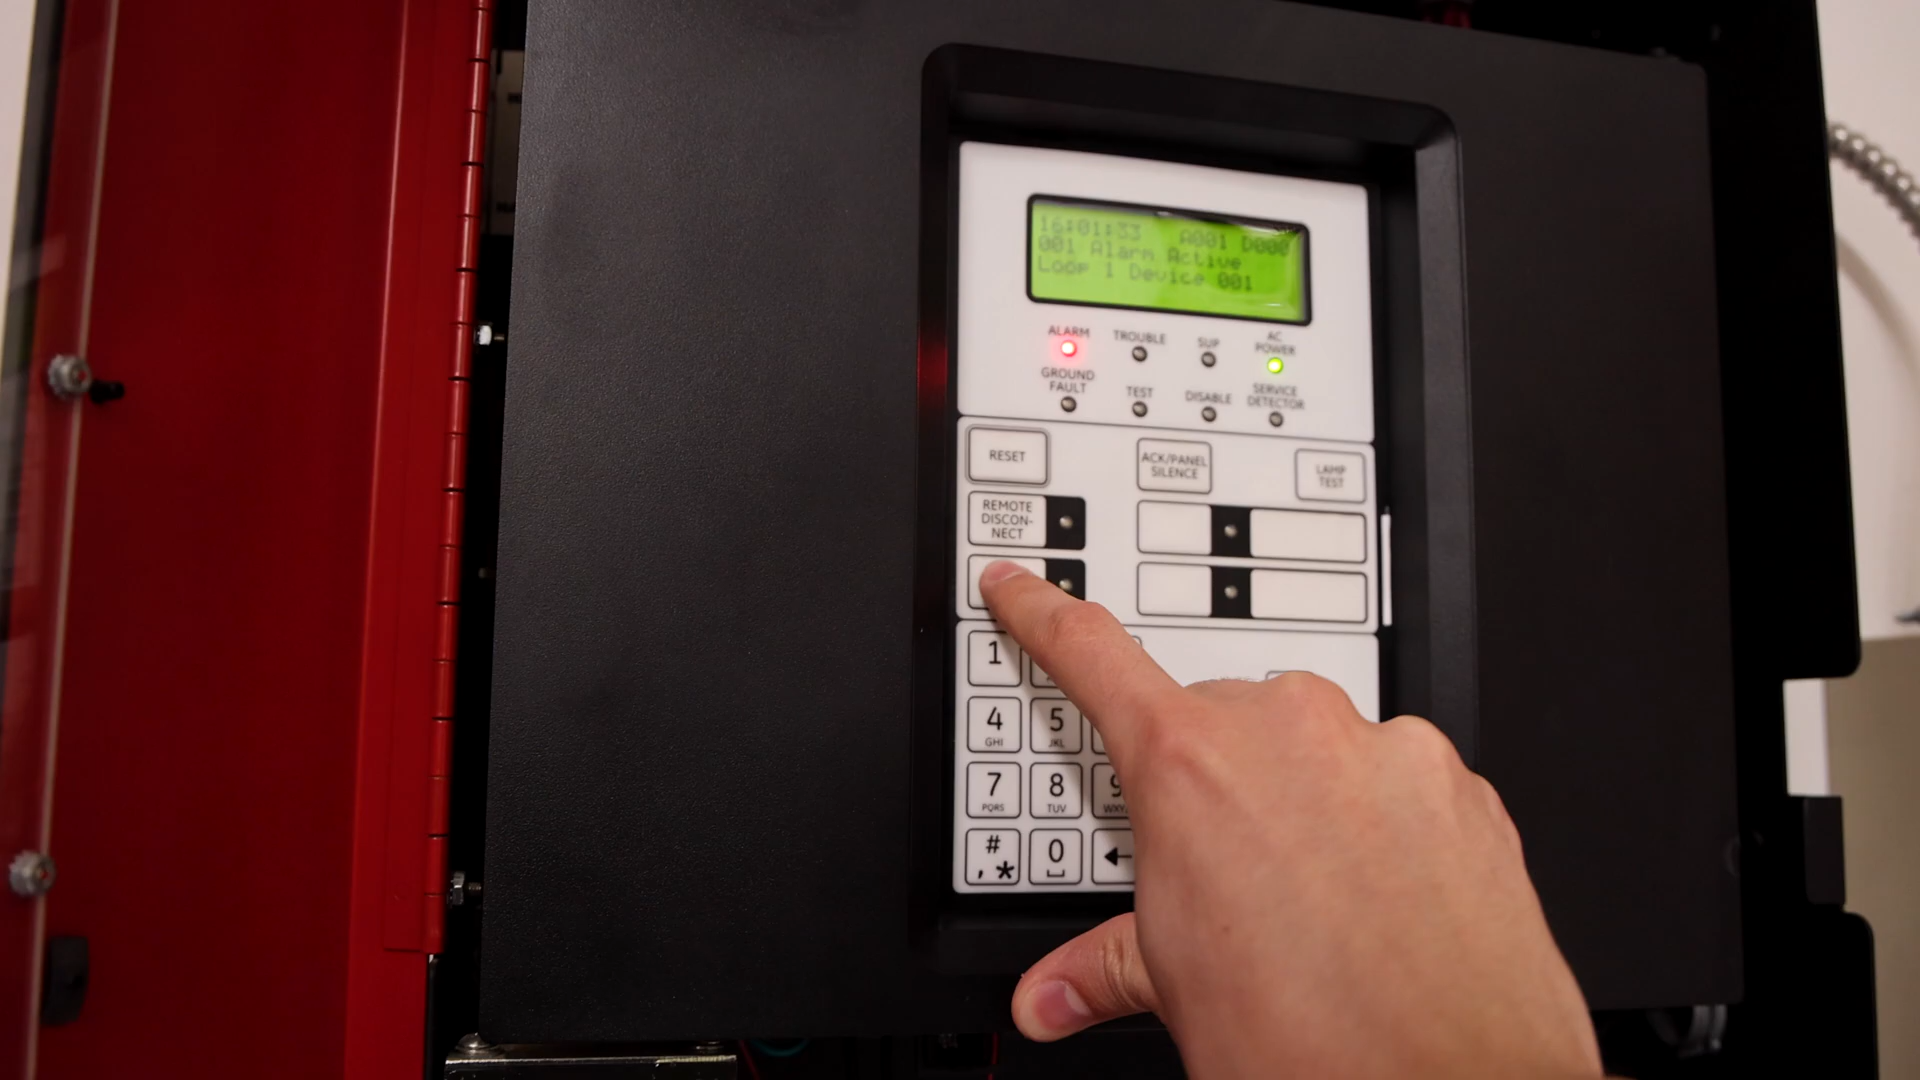 16:01:33 A001 D000
001 Alarm Active
Loop 1 Device 001
ALARM
TROUBLE
SUP
AC
POWER
GROUND
FAULT
TEST
DISABLE
SERVICE
DETECTOR
RESET
ACK/PANEL
SILENCE
LAMP
TEST
REMOTE
DISCON-
NECT
1
4
GHI
5
JKL
7
PQRS
8
TUV
9
#
, *
0
←